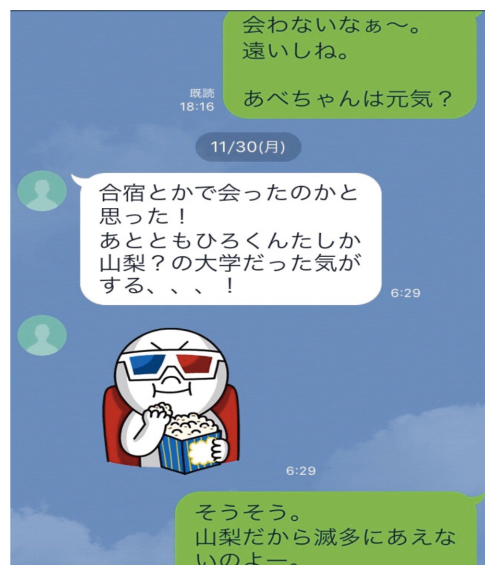 会わないなぁ〜。
遠いしね。
あべちゃんは元気？
既読
18:16
11/30(月)
合宿とかで会ったのかと
思った！
あとともひろくんたしか
山梨？の大学だった気が
する、、、！
6:29
6:29
そうそう。
山梨だから滅多にあえな
いのよー。